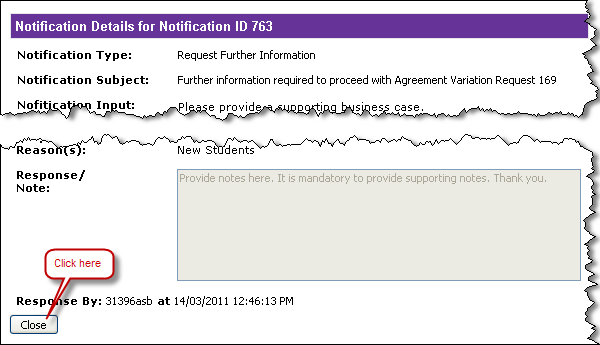 Notification Details for Notification ID 763
Notification Type: Request Further Information
Notification Subject: Further information required to proceed with Agreement Variation Request 169
Notification Input: Please provide a supporting business case.
Reason(s): New Students
Response/ Provide notes here. It is mandatory to provide supporting notes. Thank you.
Note:
Click here
Response By: 31396asb at 14/03/2011 12:46:13 PM
Close